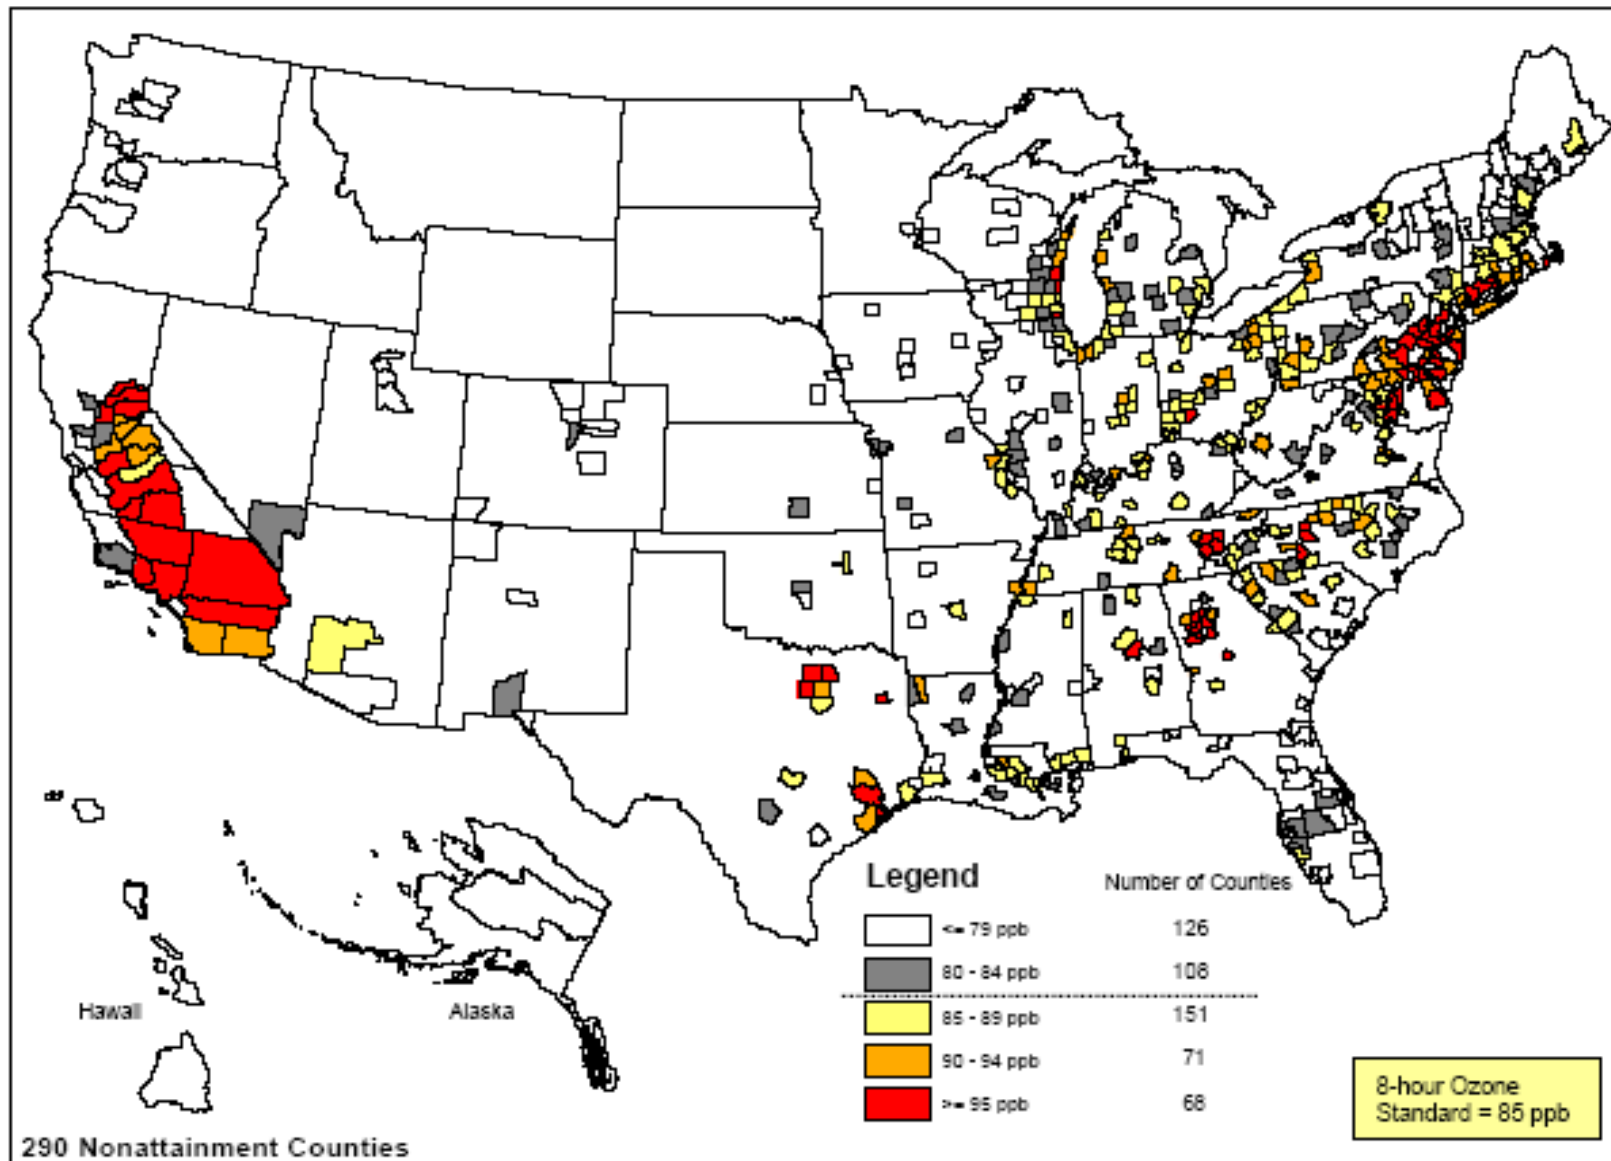 Legend
Number of Counties
<= 79 ppb 126
80 - 84 ppb 108
85 - 89 ppb 151
90 - 94 ppb 71
>= 95 ppb 68
Hawaii
Alaska
8-hour Ozone
Standard = 85 ppb
290 Nonattainment Counties